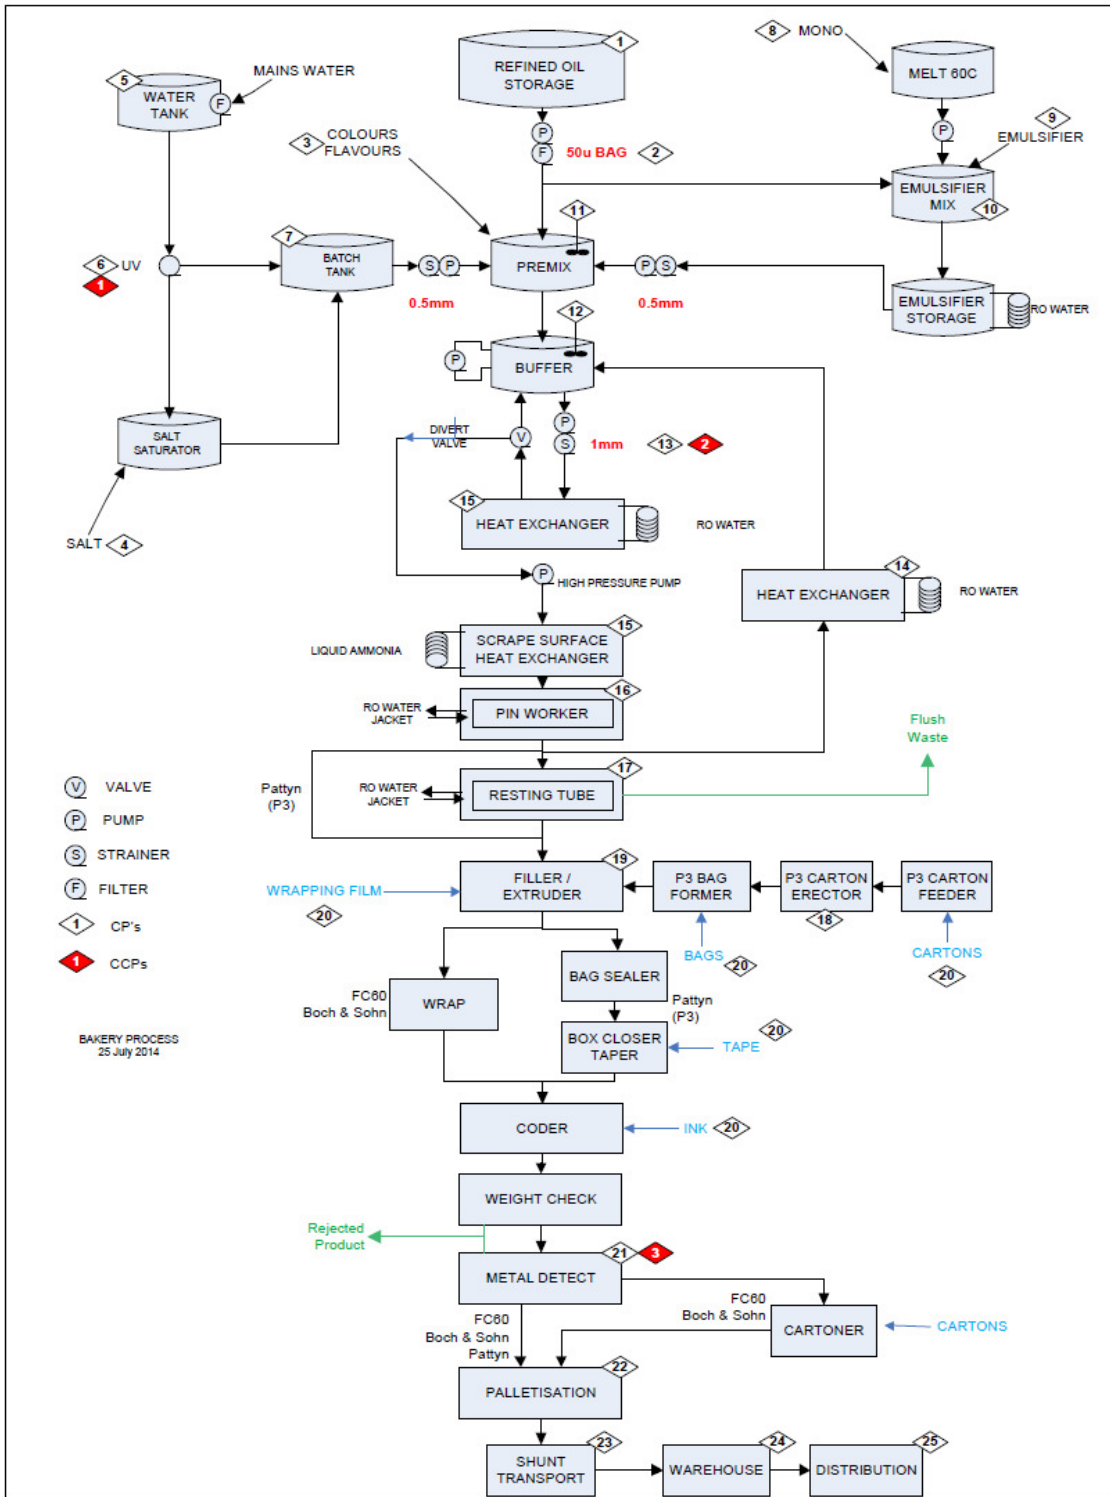 1
REFINED OIL
STORAGE
8
MONO
MELT 60C
5
MAINS WATER
WATER
TANK
F
P
F
50u BAG
2
3
COLOURS
FLAVOURS
P
9
EMULSIFIER
EMULSIFIER
MIX
10
11
7
BATCH
TANK
6
UV
1
S
P
0.5mm
PREMIX
P
S
0.5mm
EMULSIFIER
STORAGE
RO WATER
12
P
BUFFER
SALT
SATURATOR
DIVERT
VALVE
V
P
S
1mm
13
2
15
HEAT EXCHANGER
RO WATER
SALT
4
14
HEAT EXCHANGER
RO WATER
P
HIGH PRESSURE PUMP
15
LIQUID AMMONIA
SCRAPE SURFACE
HEAT EXCHANGER
16
RO WATER
JACKET
PIN WORKER
Flush
Waste
17
Pattyn
(P3)
RO WATER
JACKET
RESTING TUBE
V
VALVE
P
PUMP
S
STRAINER
F
FILTER
1
CP's
1
CCPs
BAKERY PROCESS
25 July 2014
19
WRAPPING FILM
20
FILLER /
EXTRUDER
P3 BAG
FORMER
P3 CARTON
ERECTOR
18
P3 CARTON
FEEDER
BAGS
20
CARTONS
20
FC60
Boch & Sohn
WRAP
BAG SEALER
Pattyn
(P3)
BOX CLOSER
TAPER
TAPE
20
CODER
INK
20
WEIGHT CHECK
Rejected
Product
21
3
METAL DETECT
FC60
Boch & Sohn
Pattyn
FC60
Boch & Sohn
CARTONER
CARTONS
22
PALLETISATION
23
SHUNT
TRANSPORT
24
WAREHOUSE
25
DISTRIBUTION